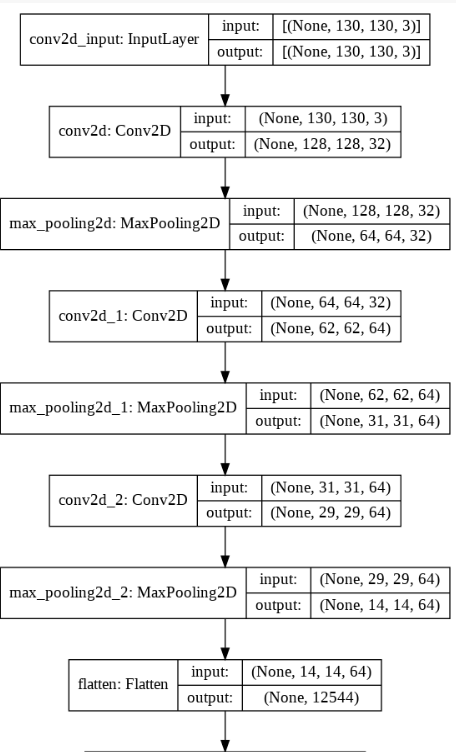 conv2d_input: InputLayer input: [(None, 130, 130, 3)]
output: [(None, 130, 130, 3)]
conv2d: Conv2D input: (None, 130, 130, 3)
output: (None, 128, 128, 32)
max_pooling2d: MaxPooling2D input: (None, 128, 128, 32)
output: (None, 64, 64, 32)
conv2d_1: Conv2D input: (None, 64, 64, 32)
output: (None, 62, 62, 64)
max_pooling2d_1: MaxPooling2D input: (None, 62, 62, 64)
output: (None, 31, 31, 64)
conv2d_2: Conv2D input: (None, 31, 31, 64)
output: (None, 29, 29, 64)
max_pooling2d_2: MaxPooling2D input: (None, 29, 29, 64)
output: (None, 14, 14, 64)
flatten: Flatten input: (None, 14, 14, 64)
output: (None, 12544)